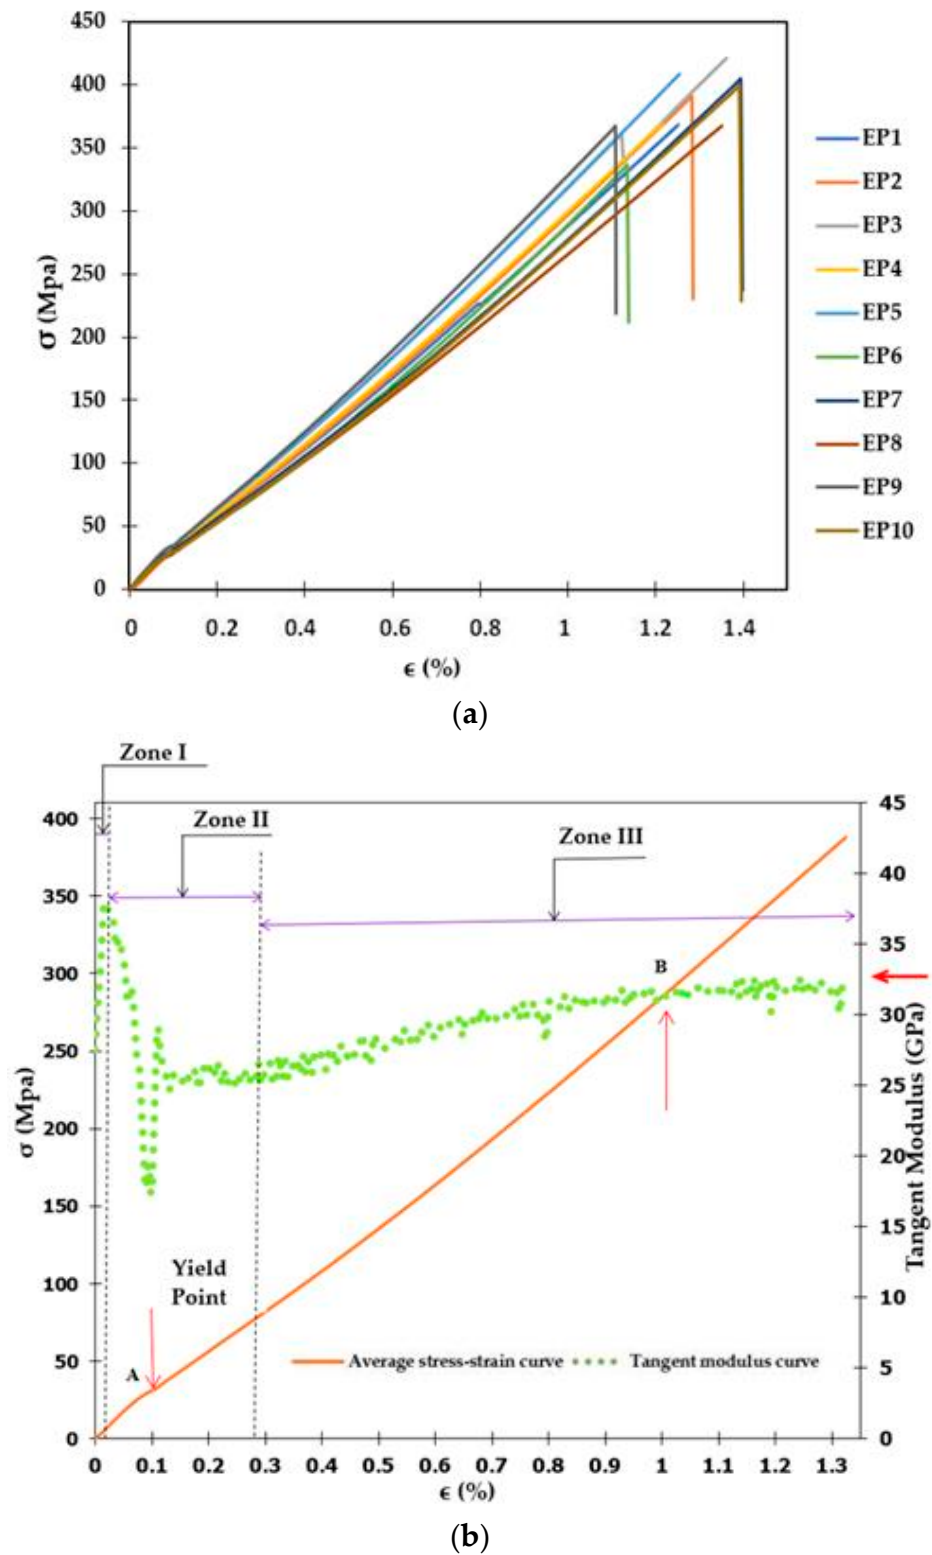 450
400
350
300
250
200
150
100
50
0
σ (Mpa)
0 0.2 0.4 0.6 0.8 1 1.2 1.4
ϵ (%)
EP1
EP2
EP3
EP4
EP5
EP6
EP7
EP8
EP9
EP10
(a)
Zone I
Zone II
Zone III
400
350
300
250
200
150
100
50
0
σ (Mpa)
45
40
35
30
25
20
15
10
5
0
Tangent Modulus (GPa)
B
Yield
Point
A
Average stress-strain curve
Tangent modulus curve
0 0.1 0.2 0.3 0.4 0.5 0.6 0.7 0.8 0.9 1 1.1 1.2 1.3
ϵ (%)
(b)